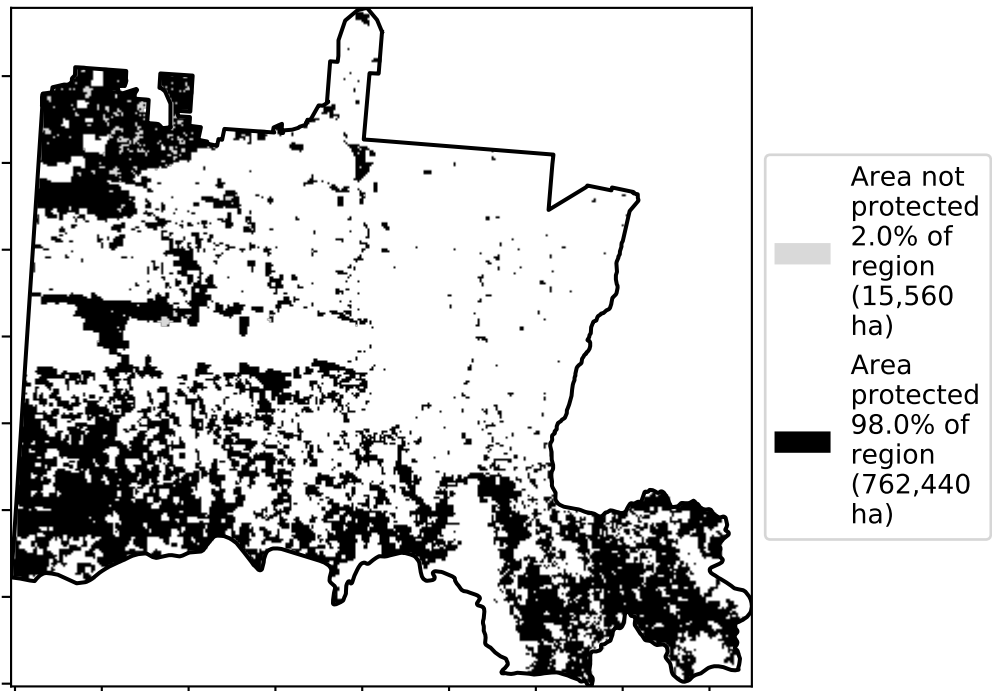 Area not
protected
2.0% of
region
(15,560
ha)
Area
protected
98.0% of
region
(762,440
ha)